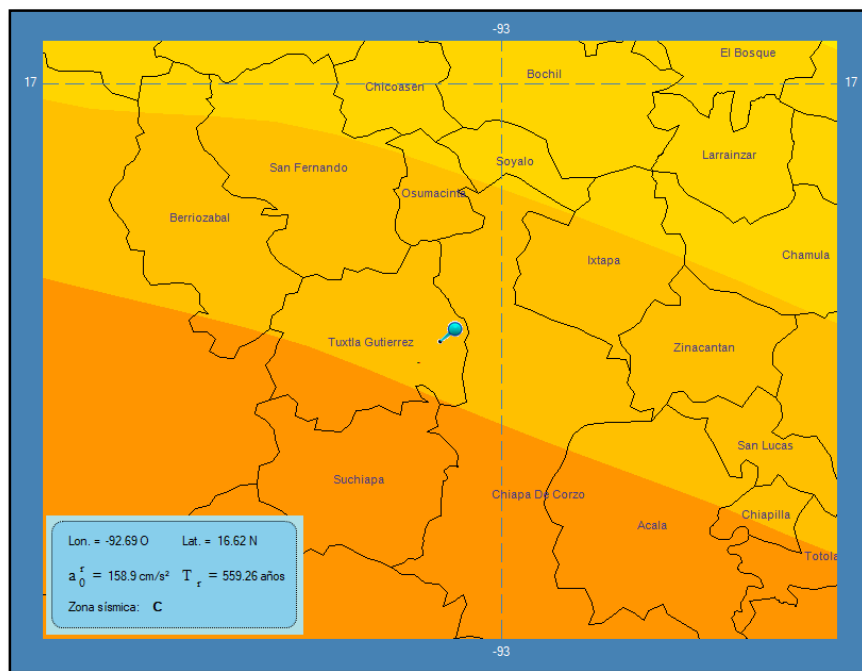 -93
El Bosque
Bochil
17
17
Chicoasen
Larrainzar
Soyalo
San Fernando
Osumacinta
Berriozabal
Chamula
Ixtapa
Tuxtla Gutierrez
Zinacantan
San Lucas
Suchiapa
Chiapa De Corzo
Chiapilla
Acala
Totola
Lon. = -92.69 O Lat. = 16.62 N
a₀ʳ = 158.9 cm/s² T ᵣ = 559.26 años
Zona sísmica: C
-93